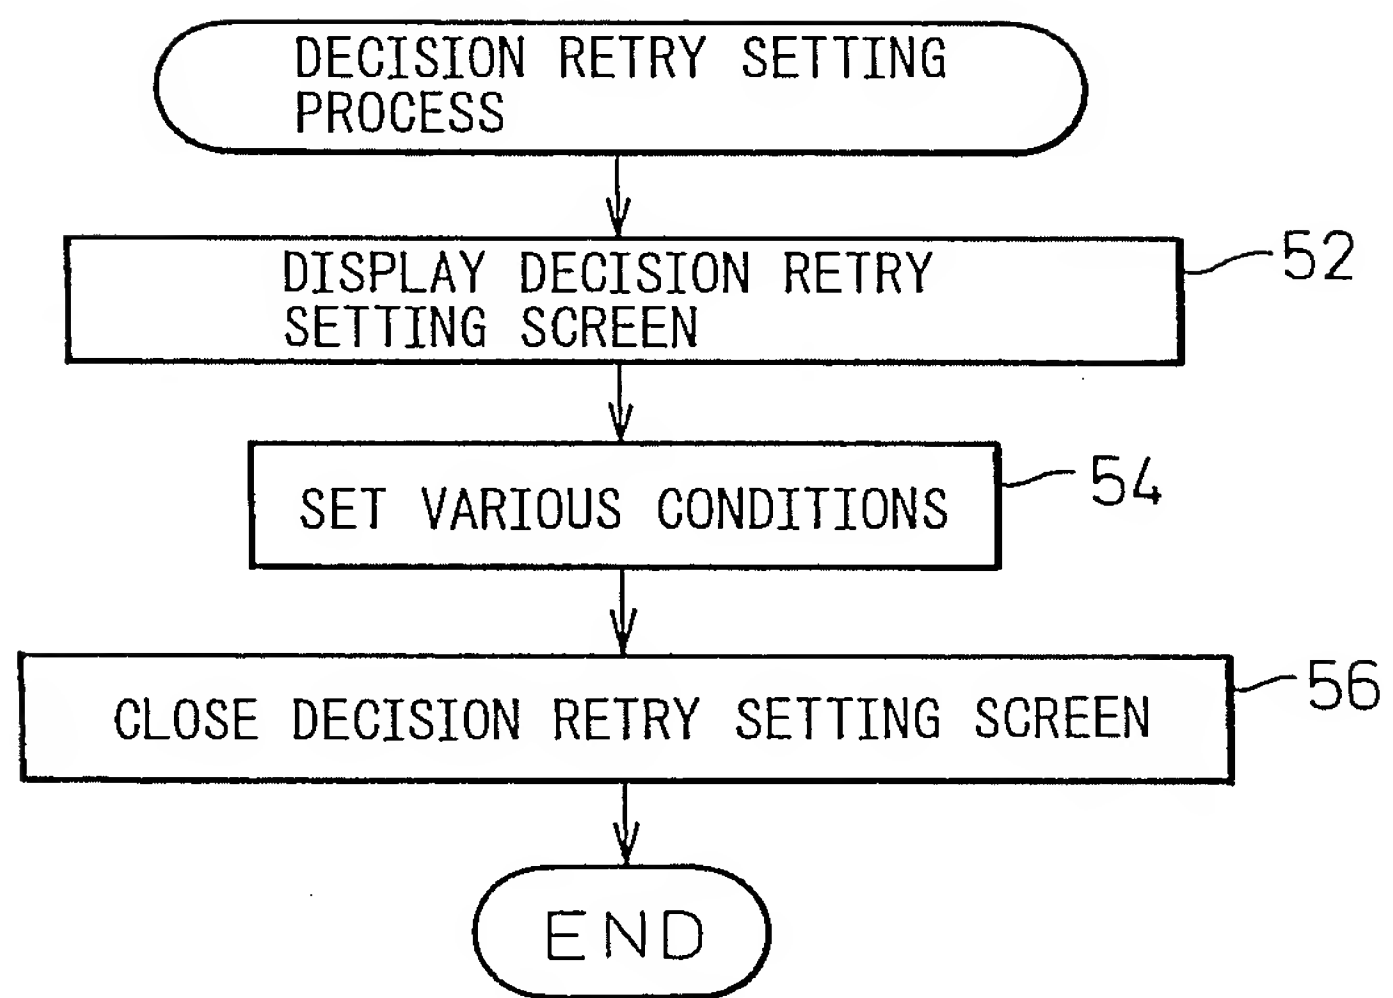 DECISION RETRY SETTING
PROCESS
DISPLAY DECISION RETRY
SETTING SCREEN
52
SET VARIOUS CONDITIONS
54
CLOSE DECISION RETRY SETTING SCREEN
56
END